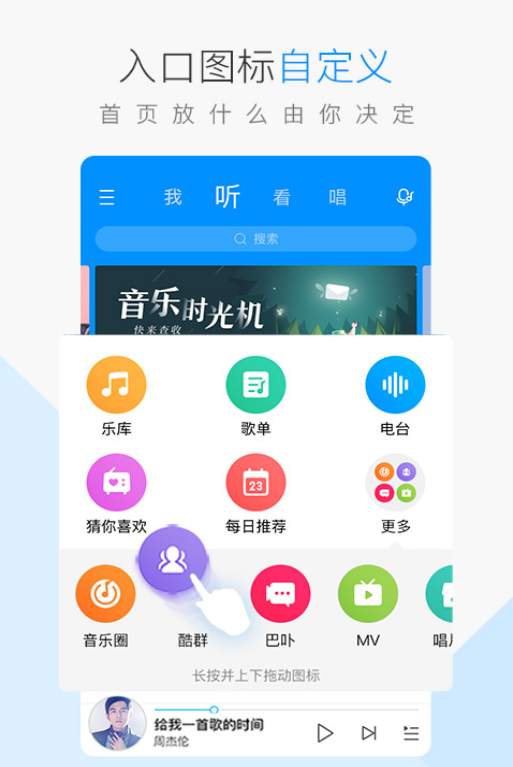 入口图标自定义
首页放什么由你决定
我 听 看 唱
搜索
音乐时光机
快来查收
乐库 歌单 电台
23
猜你喜欢 每日推荐 更多
音乐圈 酷群 巴卟 MV
长按并上下拖动图标
给我一首歌的时间
周杰伦